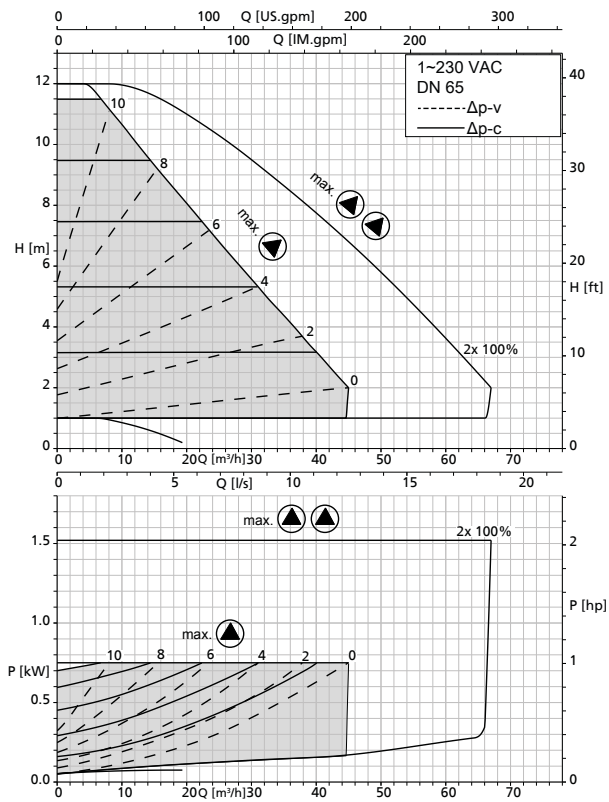 0 100 200 300
Q [US.gpm]
0 100 200
Q [IM.gpm]
1~230 VAC
DN 65
Δp-v
Δp-c
12
10
8
H [m]
6
4
2
0
40
30
20
H [ft]
10
0
10
8
6
4
2
0
max.
max.
2x 100%
0 10 20 Q [m³/h] 30 40 50 60 70
0 5 Q [l/s] 10 15 20
max.
2x 100%
1.5
1.0
P [kW]
0.5
0.0
2
P [hp]
1
0
max.
10 8 6 4 2 0
0 10 20 Q [m³/h] 30 40 50 60 70